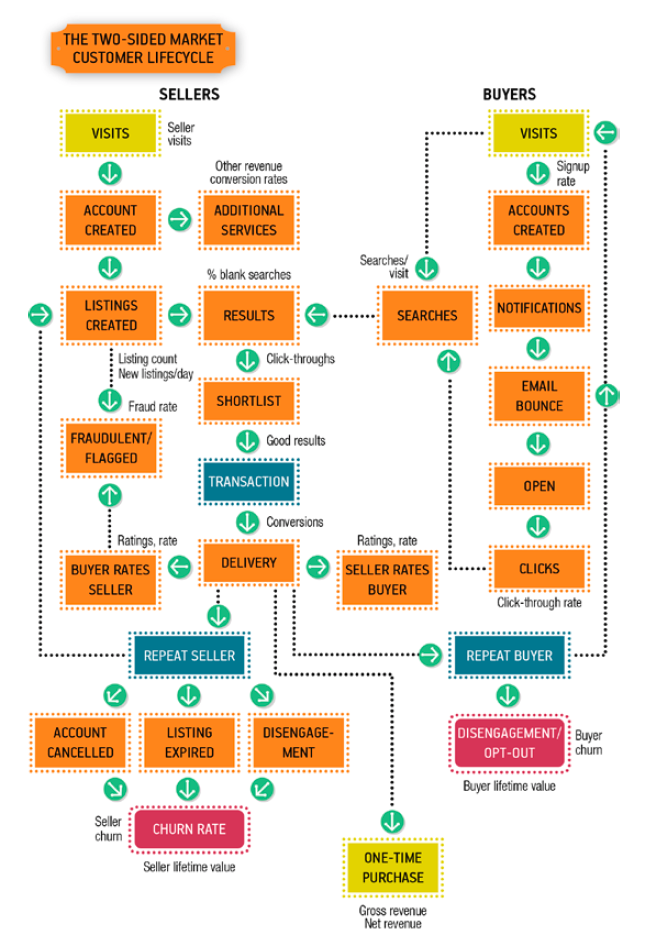 THE TWO-SIDED MARKET
CUSTOMER LIFECYCLE
SELLERS
BUYERS
VISITS
Seller
visits
VISITS
Signup
rate
Other revenue
conversion rates
ACCOUNT
CREATED
ADDITIONAL
SERVICES
ACCOUNTS
CREATED
Searches/
visit
% blank searches
LISTINGS
CREATED
RESULTS
SEARCHES
NOTIFICATIONS
Listing count
New listings/day
Click-throughs
EMAIL
BOUNCE
Fraud rate
SHORTLIST
FRAUDULENT/
FLAGGED
Good results
TRANSACTION
OPEN
Conversions
Ratings, rate
Ratings, rate
BUYER RATES
SELLER
DELIVERY
SELLER RATES
BUYER
CLICKS
Click-through rate
REPEAT SELLER
REPEAT BUYER
ACCOUNT
CANCELLED
LISTING
EXPIRED
DISENGAGE-
MENT
DISENGAGEMENT/
OPT-OUT
Buyer
churn
Buyer lifetime value
Seller
churn
CHURN RATE
Seller lifetime value
ONE-TIME
PURCHASE
Gross revenue
Net revenue